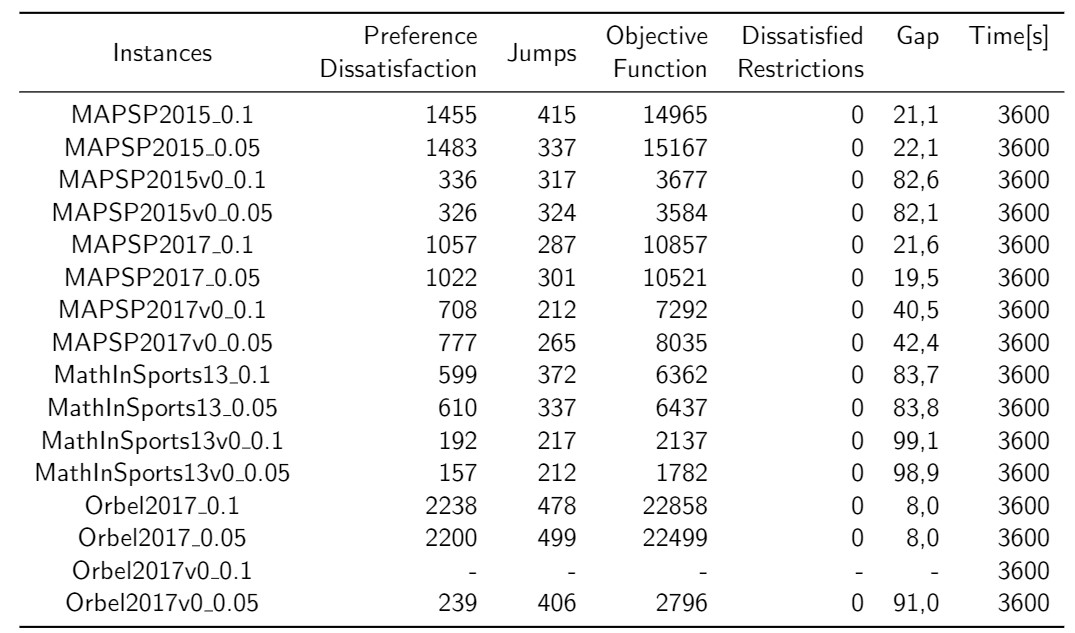 Instances Preference Dissatisfaction Jumps Objective Function Dissatisfied Restrictions Gap Time[s]
MAPSP2015_0.1 1455 415 14965 0 21,1 3600
MAPSP2015_0.05 1483 337 15167 0 22,1 3600
MAPSP2015v0_0.1 336 317 3677 0 82,6 3600
MAPSP2015v0_0.05 326 324 3584 0 82,1 3600
MAPSP2017_0.1 1057 287 10857 0 21,6 3600
MAPSP2017_0.05 1022 301 10521 0 19,5 3600
MAPSP2017v0_0.1 708 212 7292 0 40,5 3600
MAPSP2017v0_0.05 777 265 8035 0 42,4 3600
MathInSports13_0.1 599 372 6362 0 83,7 3600
MathInSports13_0.05 610 337 6437 0 83,8 3600
MathInSports13v0_0.1 192 217 2137 0 99,1 3600
MathInSports13v0_0.05 157 212 1782 0 98,9 3600
Orbel2017_0.1 2238 478 22858 0 8,0 3600
Orbel2017_0.05 2200 499 22499 0 8,0 3600
Orbel2017v0_0.1 - - - - - 3600
Orbel2017v0_0.05 239 406 2796 0 91,0 3600